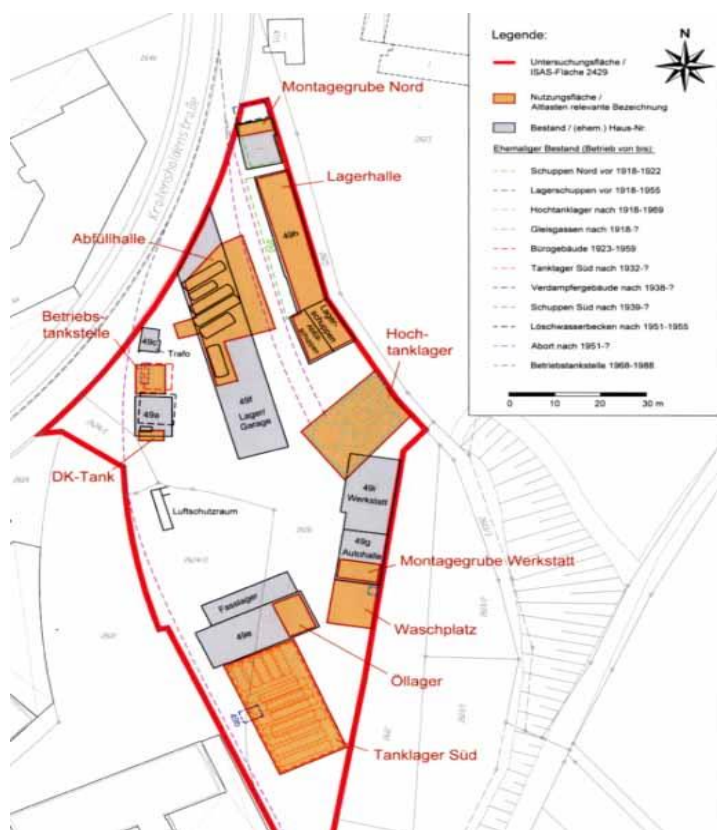 Legende:
N
Untersuchungsfläche /
ISAS-Fläche 2429
Nutzungsfläche /
Altlasten relevante Bezeichnung
Bestand / (ehem.) Haus-Nr.
Ehemaliger Bestand (Betrieb von bis):
Schuppen Nord vor 1918-1922
Lagerschuppen vor 1918-1955
Hochtanklager nach 1918-1969
Gleisgassen nach 1918-?
Bürogebäude 1923-1959
Tanklager Süd nach 1932-?
Verdampfergebäude nach 1938-?
Schuppen Süd nach 1939-?
Löschwasserbecken nach 1951-1955
Abort nach 1951-?
Betriebstankstelle 1968-1988
0 10 20 30 m
Montagegrube Nord
Lagerhalle
49h
Abfüllhalle
Lager-
schuppen
Betriebs-
tankstelle
49c
Trafo
Hoch-
tanklager
49a
49f
Lager/
Garage
DK-Tank
Luftschutzraum
Werkstatt
49g
Autohalle
Montagegrube Werkstatt
Waschplatz
Fasslager
49e
Öllager
Tanklager Süd